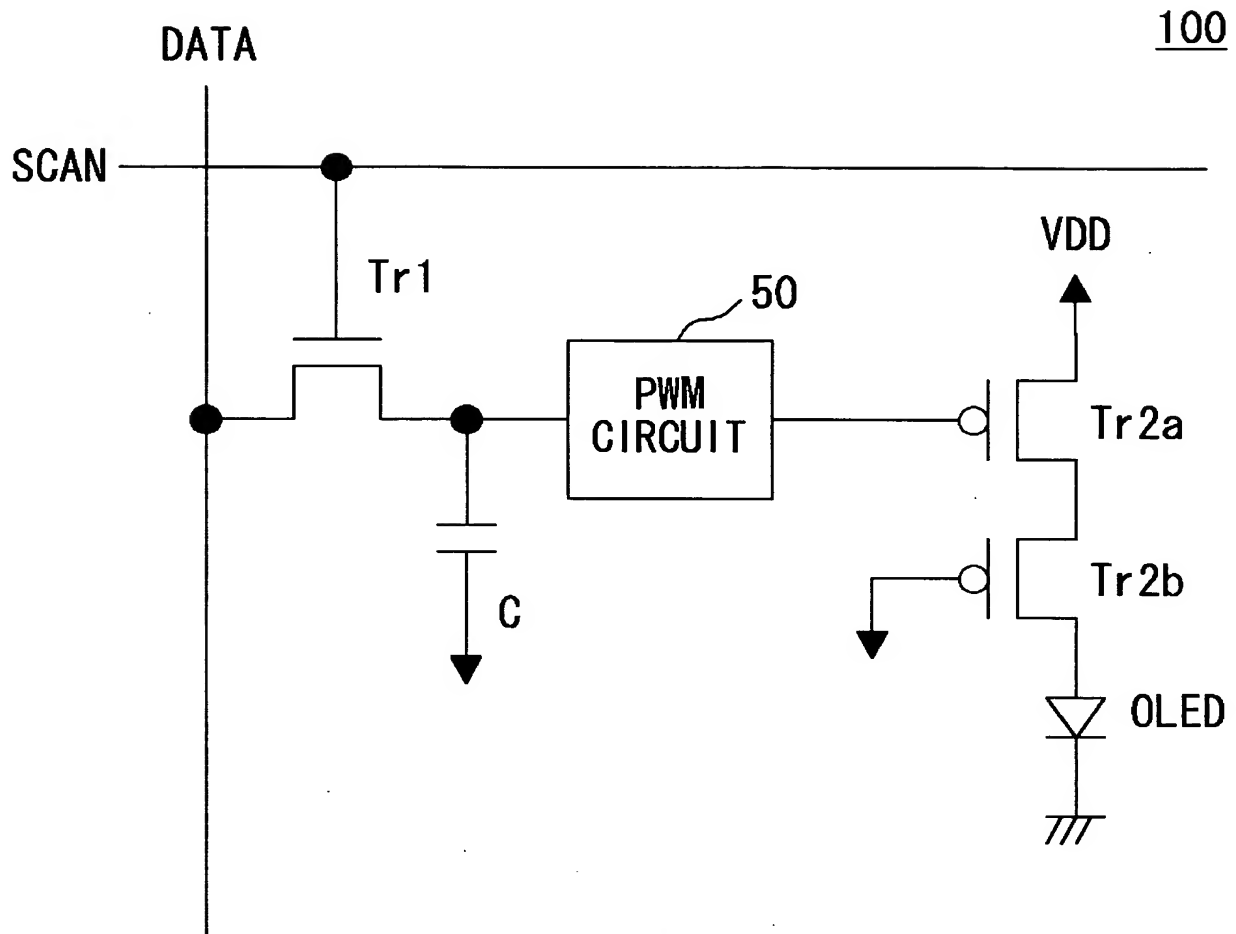 100
DATA
SCAN
VDD
Tr1
50
PWM
CIRCUIT
Tr2a
Tr2b
C
OLED